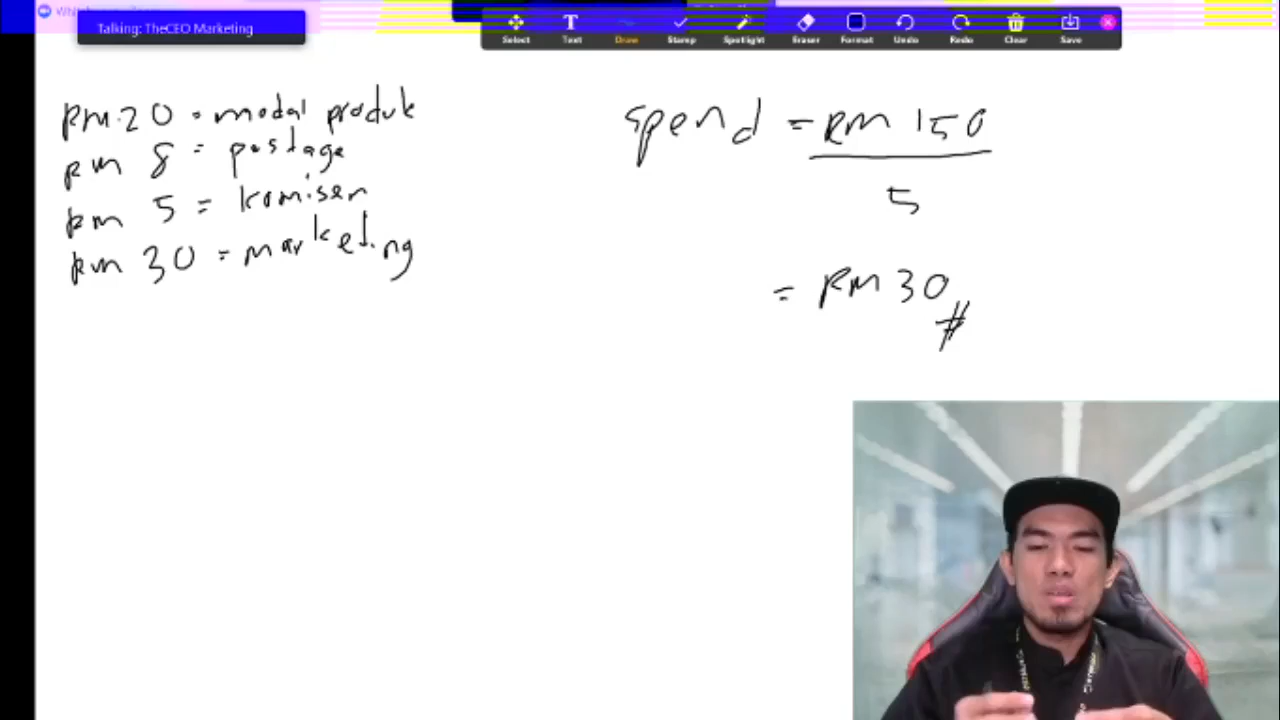 Talking: TheCEO Marketing
Select Text Draw Stamp Spotlight Eraser Format Undo Redo Clear Save
RM 20 = modal produk
RM 8 = postage
RM 5 = komisen
RM 30 = marketing
spend = RM 150
5
= RM 30 #